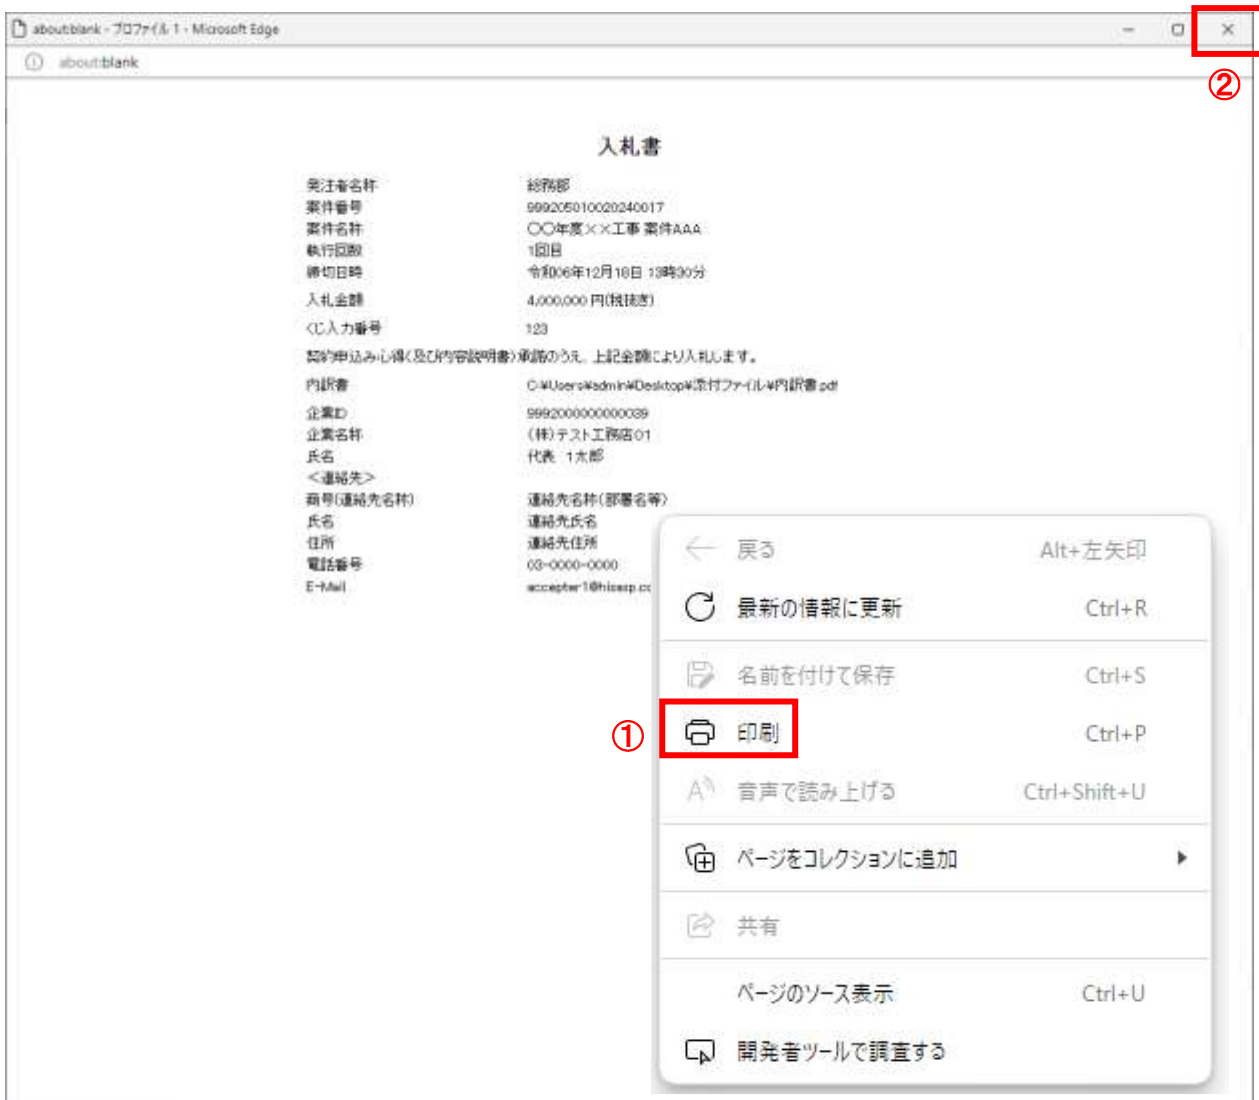 about:blank - プロファイル 1 - Microsoft Edge
②
about:blank
入札書
発注者名称 総務部
案件番号 999205010020240017
案件名称 〇〇年度××工事 案件AAA
執行回数 1回目
締切日時 令和06年12月18日 13時30分
入札金額 4,000,000 円(税抜き)
くじ入力番号 123
契約申込み心得(及び内容説明書)承諾のうえ、上記金額により入札します。
内訳書 C:¥Users¥admin¥Desktop¥添付ファイル¥内訳書.pdf
企業ID 9992000000000039
企業名称 (株)テスト工務店01
氏名 代表 1太郎
<連絡先>
商号(連絡先名称) 連絡先名称(部署名等)
氏名 連絡先氏名
住所 連絡先住所
電話番号 03-0000-0000
E-Mail accepter1@hisasp.co
戻る Alt+左矢印
最新の情報に更新 Ctrl+R
名前を付けて保存 Ctrl+S
① 印刷 Ctrl+P
音声で読み上げる Ctrl+Shift+U
ページをコレクションに追加
共有
ページのソース表示 Ctrl+U
開発者ツールで調査する